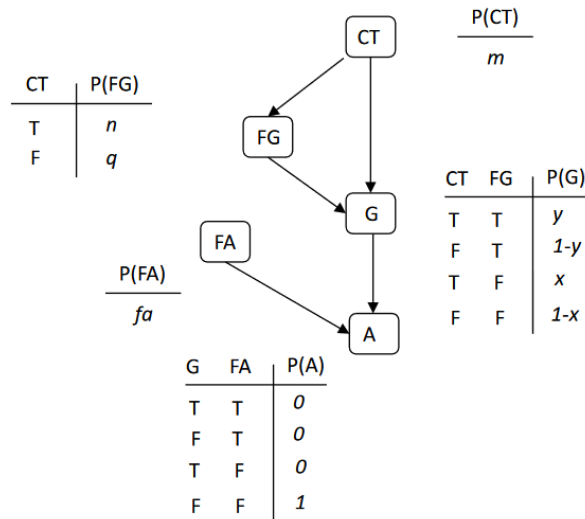 CT
P(CT)
m
CT P(FG)
T n
F q
FG
G
CT FG P(G)
T T y
F T 1-y
T F x
F F 1-x
FA
P(FA)
fa
A
G FA P(A)
T T 0
F T 0
T F 0
F F 1